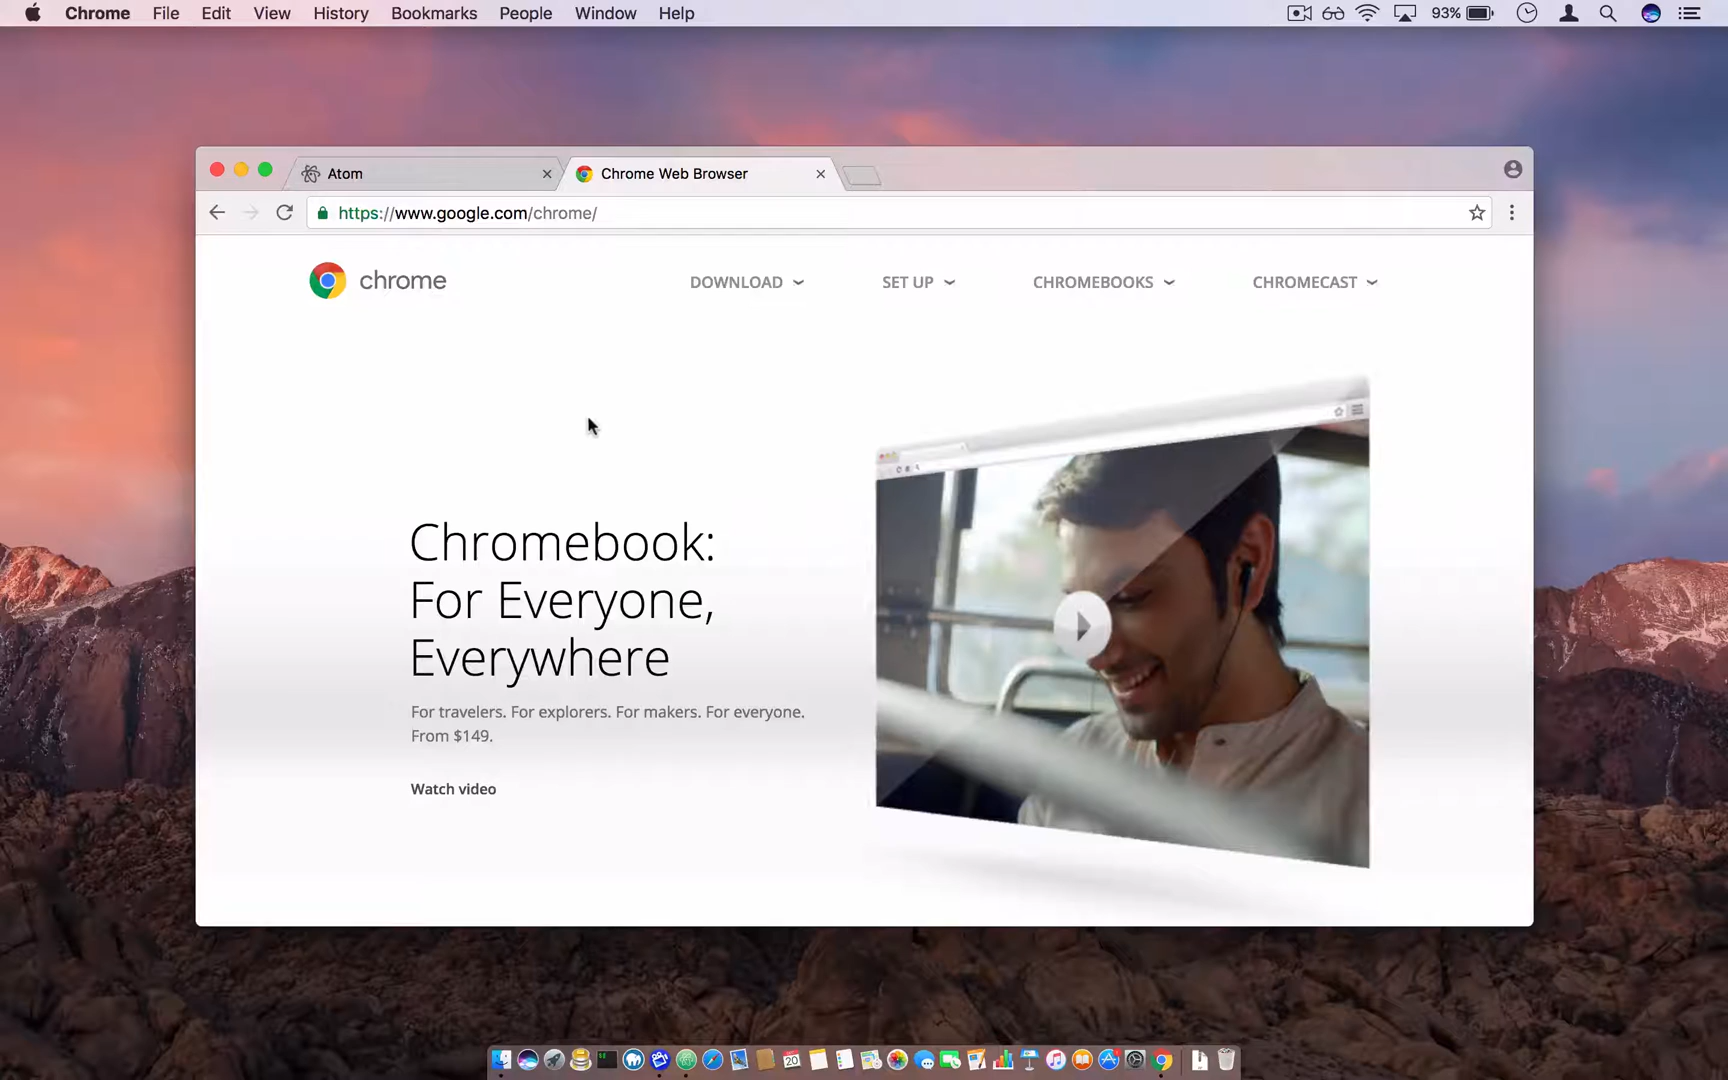 Chrome File Edit View History Bookmarks People Window Help 93%
Atom Chrome Web Browser
https://www.google.com/chrome/
chrome DOWNLOAD SET UP CHROMEBOOKS CHROMECAST
Chromebook:
For Everyone,
Everywhere
For travelers. For explorers. For makers. For everyone.
From $149.
Watch video
20